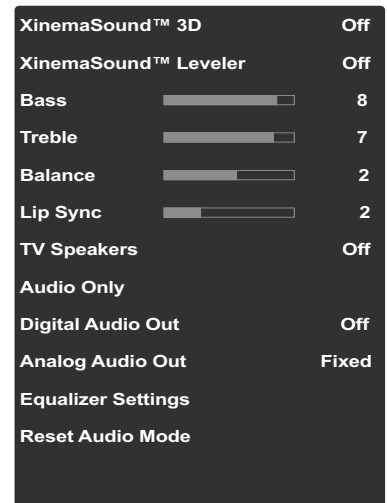 XinemaSound™ 3D Off
XinemaSound™ Leveler Off
Bass 8
Treble 7
Balance 2
Lip Sync 2
TV Speakers Off
Audio Only
Digital Audio Out Off
Analog Audio Out Fixed
Equalizer Settings
Reset Audio Mode